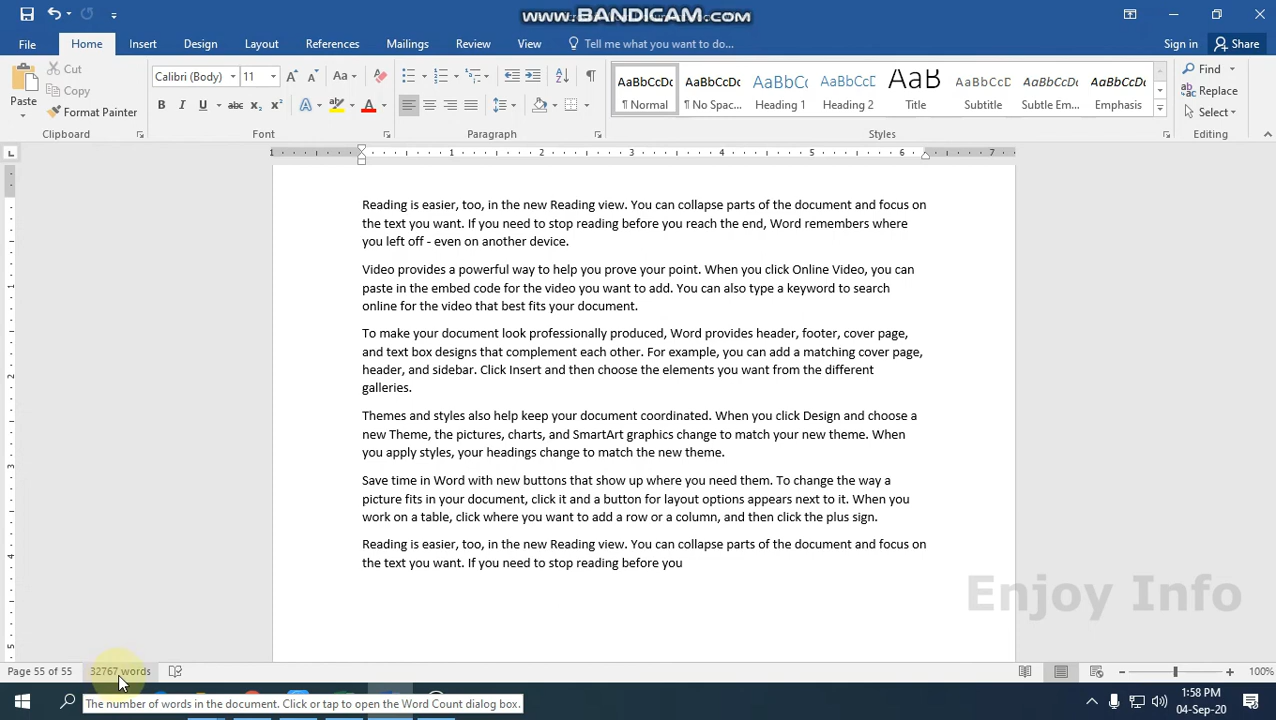 www.BANDICAM.com
File Home Insert Design Layout References Mailings Review View Tell me what you want to do... Sign in Share
Paste Cut Copy Format Painter
Calibri (Body) 11
AaBbCcDc AaBbCcDc AaBbCc AaBbCcD AaB AaBbCcD AaBbCcDt AaBbCcDt
¶ Normal ¶ No Spac... Heading 1 Heading 2 Title Subtitle Subtle Em... Emphasis
Find Replace Select
Clipboard Font Paragraph Styles Editing
1 1 2 3 4 5 6 7
Reading is easier, too, in the new Reading view. You can collapse parts of the document and focus on
the text you want. If you need to stop reading before you reach the end, Word remembers where
you left off - even on another device.
Video provides a powerful way to help you prove your point. When you click Online Video, you can
paste in the embed code for the video you want to add. You can also type a keyword to search
online for the video that best fits your document.
To make your document look professionally produced, Word provides header, footer, cover page,
and text box designs that complement each other. For example, you can add a matching cover page,
header, and sidebar. Click Insert and then choose the elements you want from the different
galleries.
Themes and styles also help keep your document coordinated. When you click Design and choose a
new Theme, the pictures, charts, and SmartArt graphics change to match your new theme. When
you apply styles, your headings change to match the new theme.
Save time in Word with new buttons that show up where you need them. To change the way a
picture fits in your document, click it and a button for layout options appears next to it. When you
work on a table, click where you want to add a row or a column, and then click the plus sign.
Reading is easier, too, in the new Reading view. You can collapse parts of the document and focus on
the text you want. If you need to stop reading before you
Enjoy Info
Page 55 of 55 32767 words 100%
The number of words in the document. Click or tap to open the Word Count dialog box.
1:58 PM
04-Sep-20